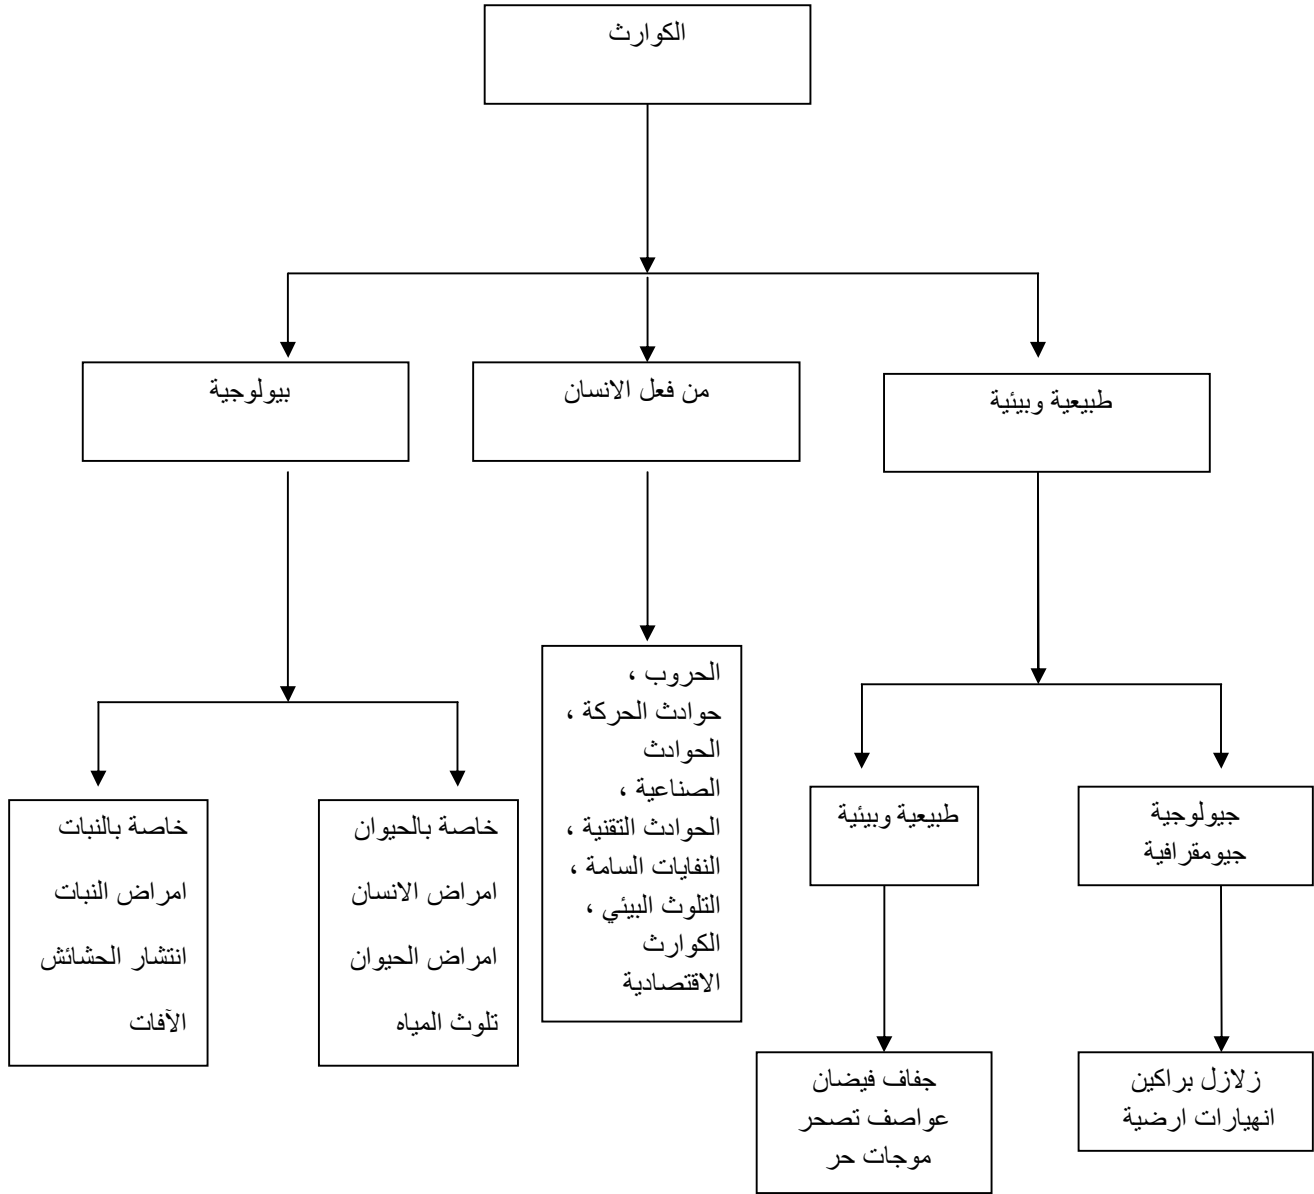 الكوارث
طبيعية وبيئية
من فعل الانسان
بيولوجية
جيولوجية
جيومقرافية
طبيعية وبيئية
زلازل براكين
انهيارات ارضية
جفاف فيضان
عواصف تصحر
موجات حر
الحروب ،
حوادث الحركة ،
الحوادث
الصناعية ،
الحوادث التقنية ،
النفايات السامة ،
التلوث البيئي ،
الكوارث
الاقتصادية
خاصة بالحيوان
امراض الانسان
امراض الحيوان
تلوث المياه
خاصة بالنبات
امراض النبات
انتشار الحشائش
الآفات